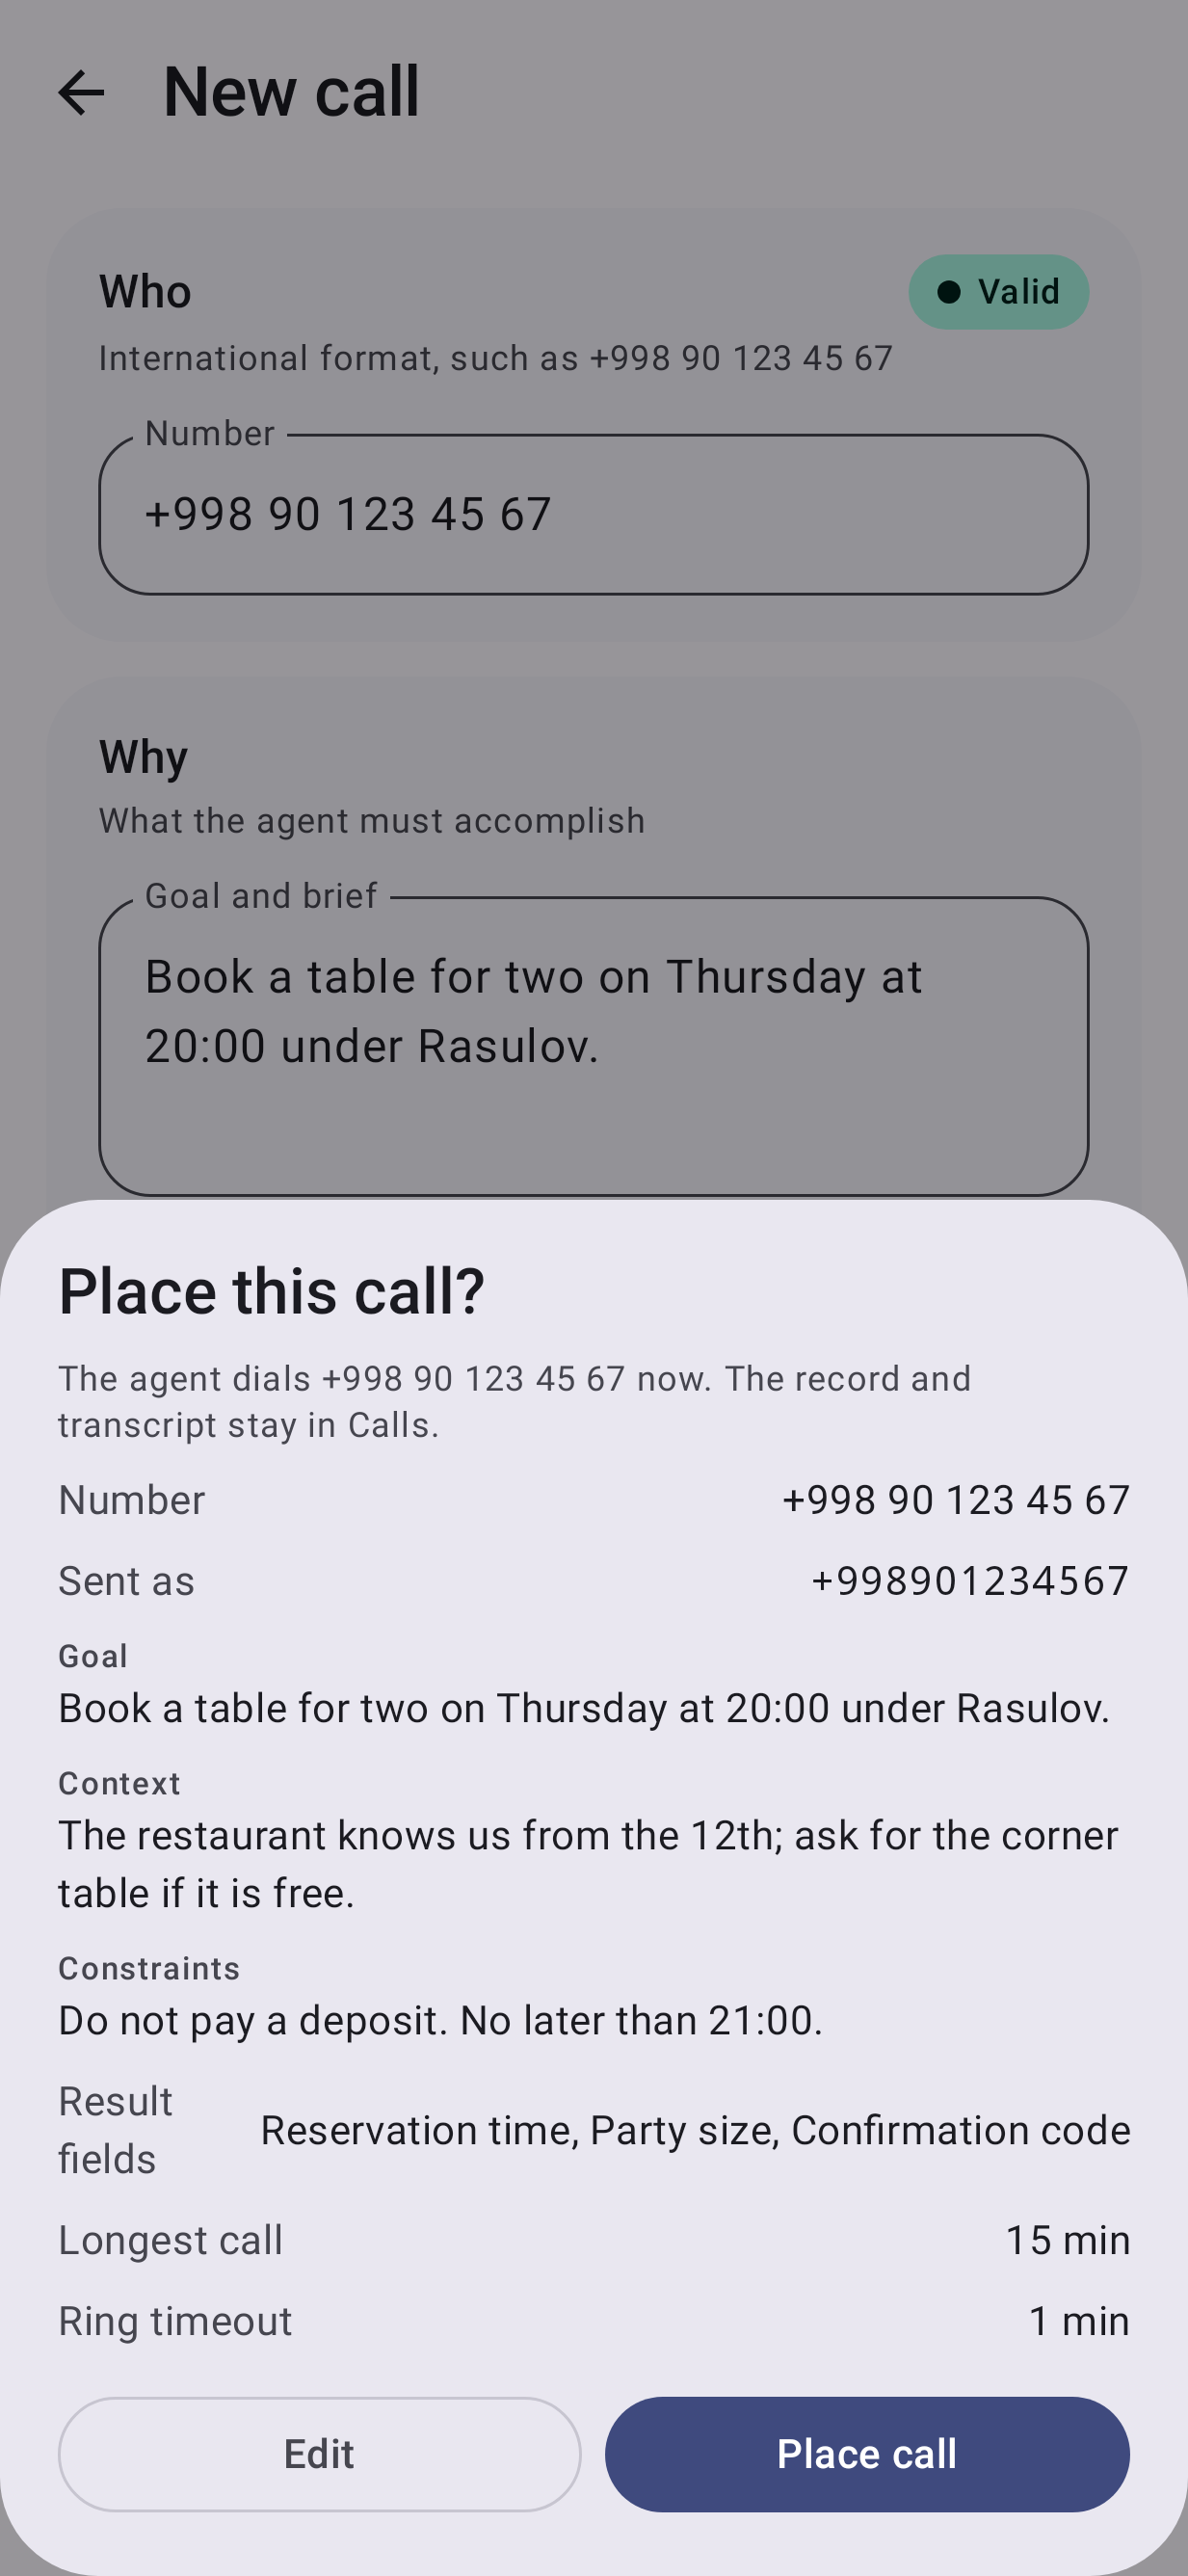 New call
Who
Valid
International format, such as +998 90 123 45 67
Number
+998 90 123 45 67
Why
What the agent must accomplish
Goal and brief
Book a table for two on Thursday at
20:00 under Rasulov.
Place this call?
The agent dials +998 90 123 45 67 now. The record and
transcript stay in Calls.
Number +998 90 123 45 67
Sent as +998901234567
Goal
Book a table for two on Thursday at 20:00 under Rasulov.
Context
The restaurant knows us from the 12th; ask for the corner
table if it is free.
Constraints
Do not pay a deposit. No later than 21:00.
Result
fields
Reservation time, Party size, Confirmation code
Longest call 15 min
Ring timeout 1 min
Edit
Place call